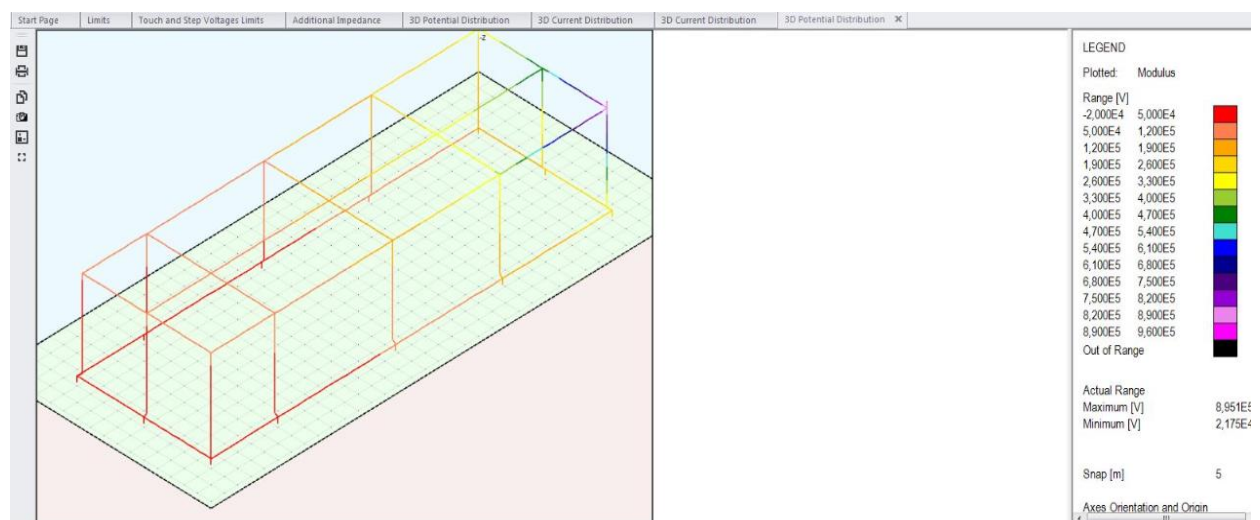 Start Page Limits Touch and Step Voltages Limits Additional Impedance 3D Potential Distribution 3D Current Distribution 3D Current Distribution 3D Potential Distribution X
-Z
LEGEND
Plotted: Modulus
Range [V]
-2,000E4 5,000E4
5,000E4 1,200E5
1,200E5 1,900E5
1,900E5 2,600E5
2,600E5 3,300E5
3,300E5 4,000E5
4,000E5 4,700E5
4,700E5 5,400E5
5,400E5 6,100E5
6,100E5 6,800E5
6,800E5 7,500E5
7,500E5 8,200E5
8,200E5 8,900E5
8,900E5 9,600E5
Out of Range
Actual Range
Maximum [V] 8,951E5
Minimum [V] 2,175E4
Snap [m] 5
Axes Orientation and Origin